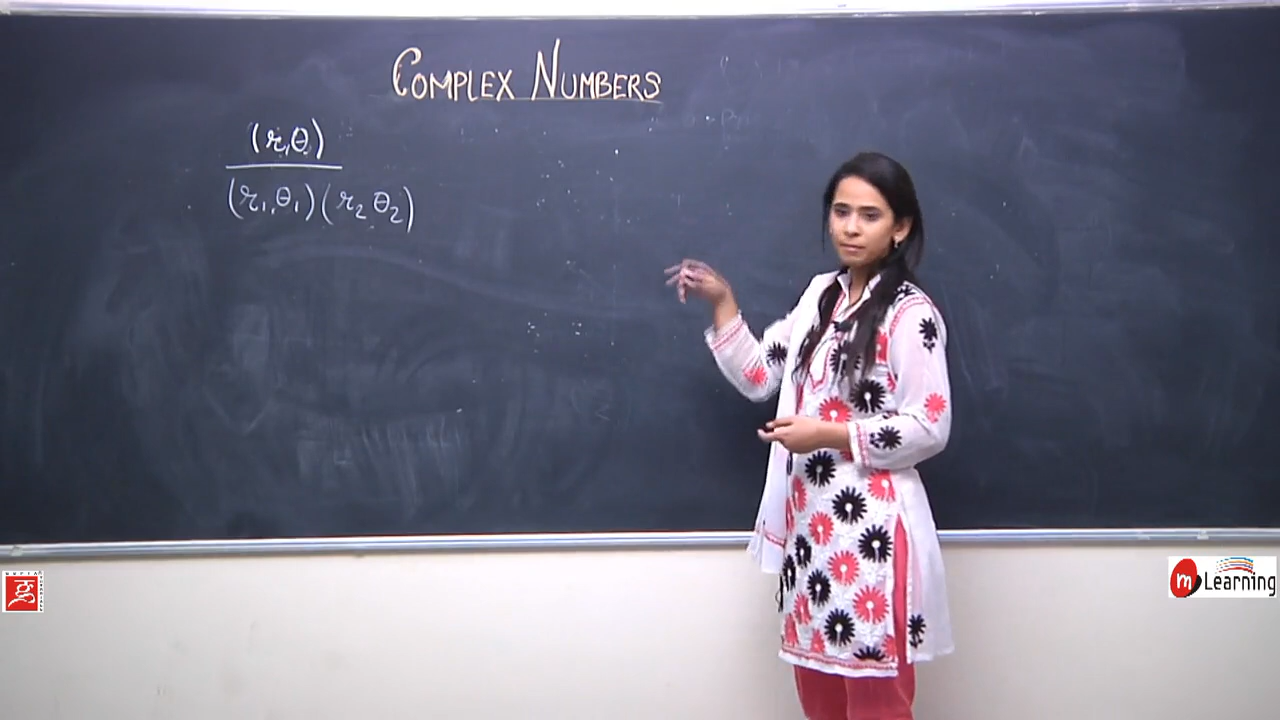 COMPLEX NUMBERS
(r,θ)
(r₁,θ₁)(r₂ θ₂)
m Learning